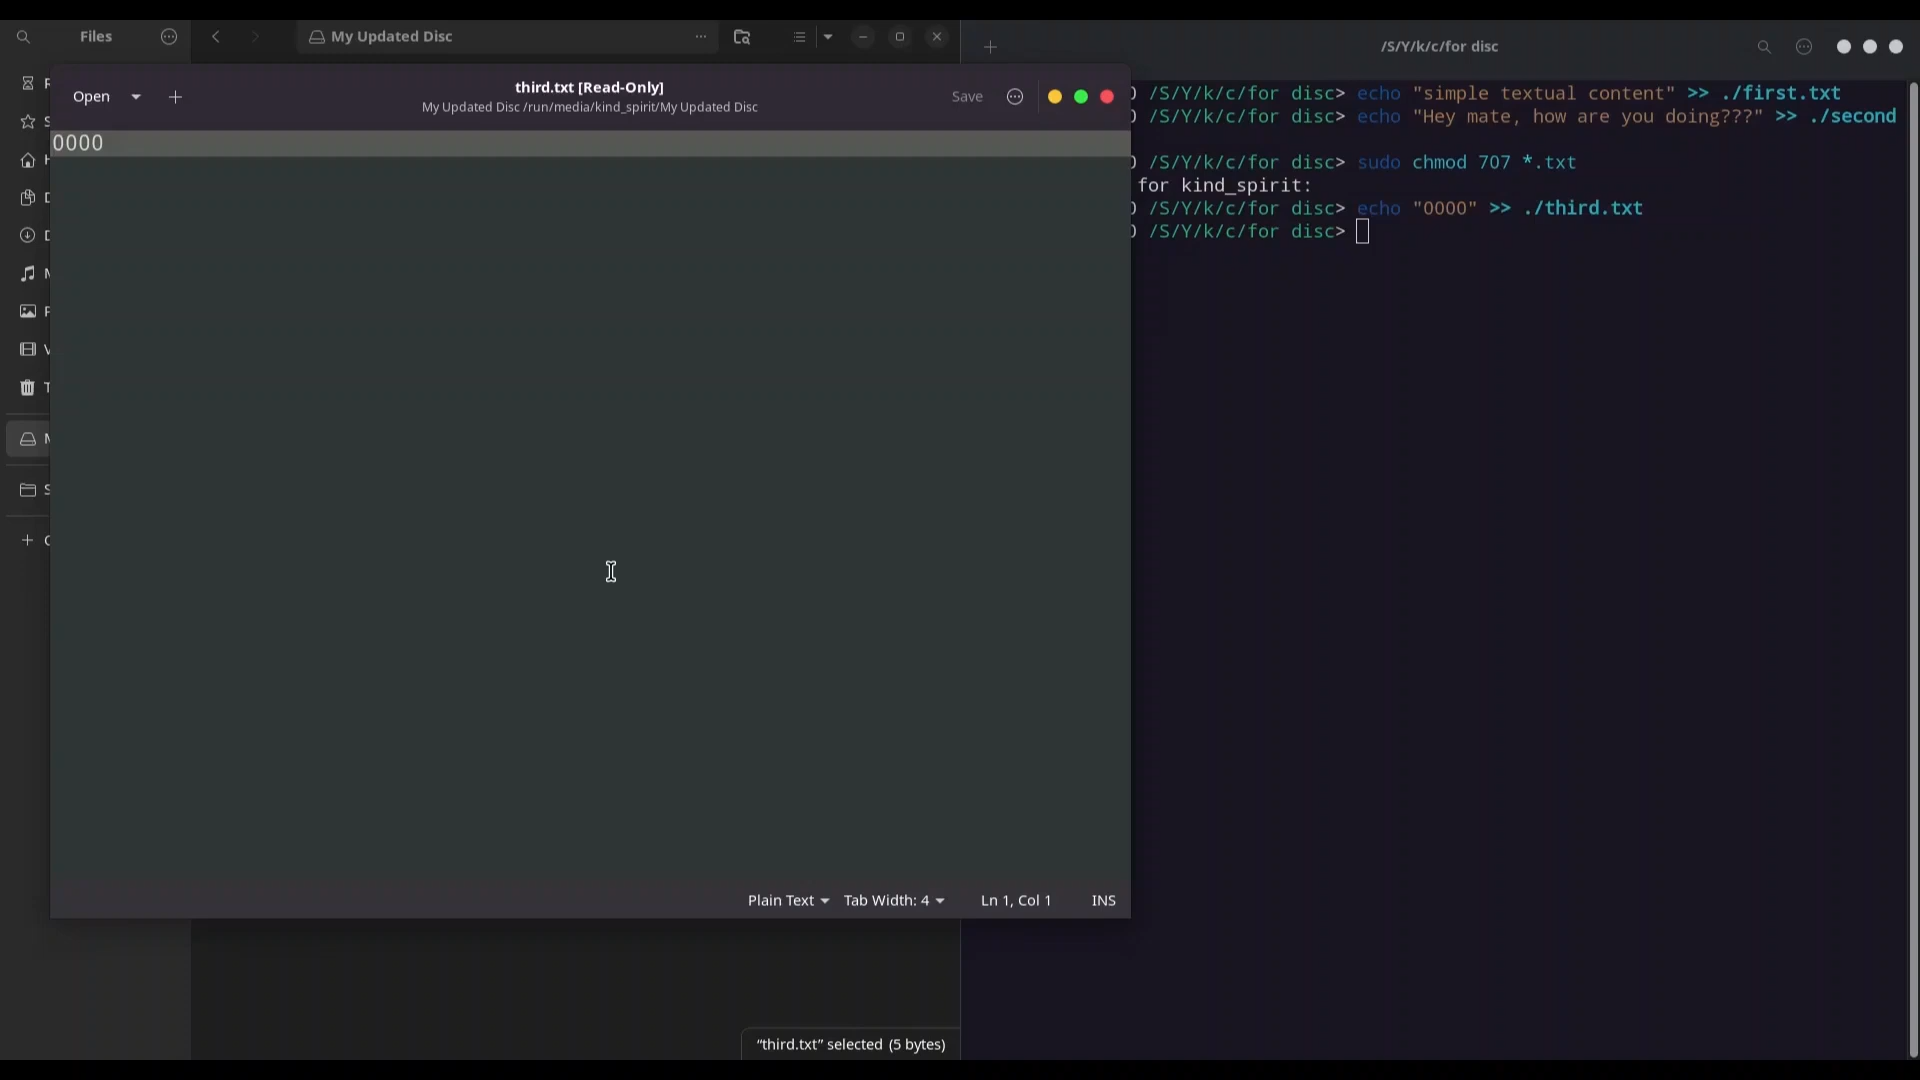 Files
My Updated Disc
/S/Y/k/c/for disc
Open
third.txt [Read-Only]
My Updated Disc /run/media/kind_spirit/My Updated Disc
Save
0000
/S/Y/k/c/for disc> echo "simple textual content" >> ./first.txt
/S/Y/k/c/for disc> echo "Hey mate, how are you doing???" >> ./second
/S/Y/k/c/for disc> sudo chmod 707 *.txt
for kind_spirit:
/S/Y/k/c/for disc> echo "0000" >> ./third.txt
/S/Y/k/c/for disc>
Plain Text
Tab Width: 4
Ln 1, Col 1
INS
“third.txt” selected (5 bytes)